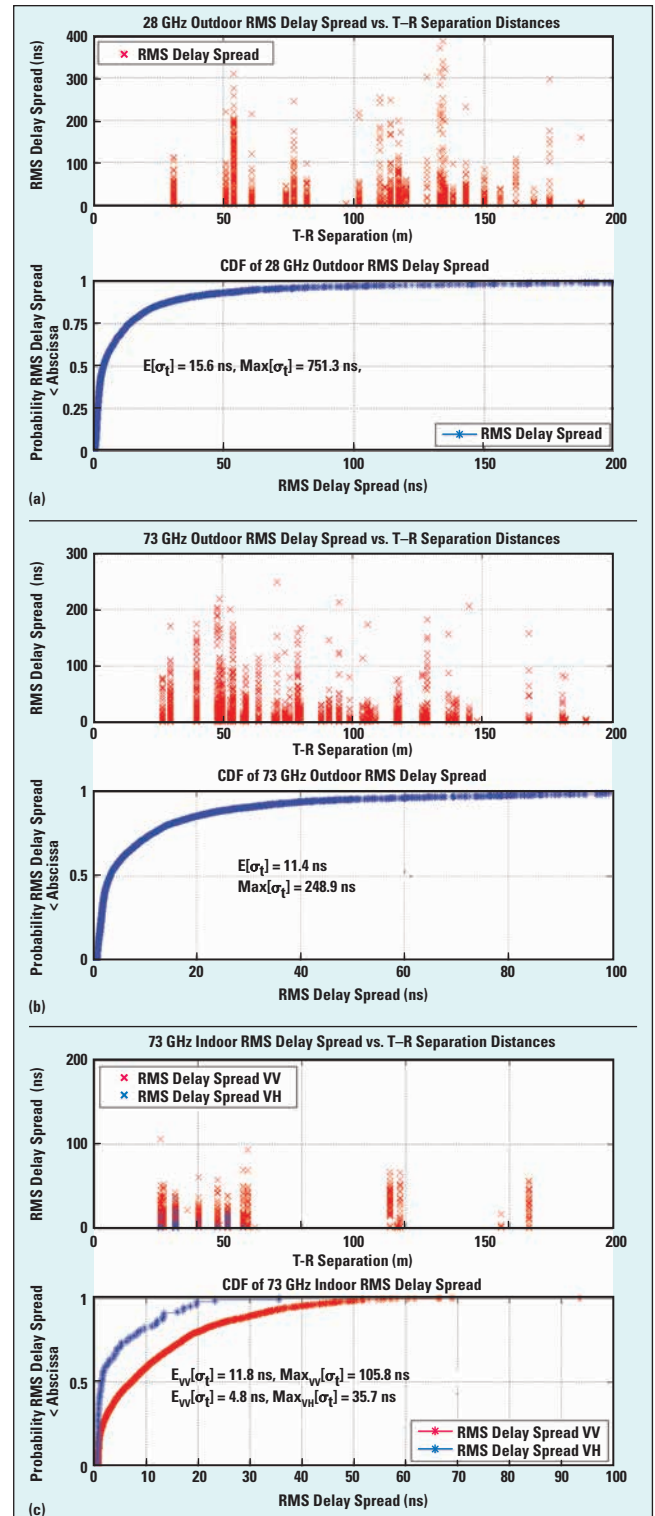 28 GHz Outdoor RMS Delay Spread vs. T–R Separation Distances
RMS Delay Spread (ns)
400
300
200
100
0
× RMS Delay Spread
0 50 100 150 200
T-R Separation (m)
CDF of 28 GHz Outdoor RMS Delay Spread
Probability RMS Delay Spread
< Abscissa
1
0.75
0.5
0.25
0
E[σt] = 15.6 ns, Max[σt] = 751.3 ns,
RMS Delay Spread
0 50 100 150 200
RMS Delay Spread (ns)
(a)
73 GHz Outdoor RMS Delay Spread vs. T–R Separation Distances
RMS Delay Spread (ns)
300
200
100
0
0 50 100 150 200
T-R Separation (m)
CDF of 73 GHz Outdoor RMS Delay Spread
Probability RMS Delay Spread
< Abscissa
1
0.5
0
E[σt] = 11.4 ns
Max[σt] = 248.9 ns
0 20 40 60 80 100
RMS Delay Spread (ns)
(b)
73 GHz Indoor RMS Delay Spread vs. T–R Separation Distances
RMS Delay Spread (ns)
200
100
0
× RMS Delay Spread VV
× RMS Delay Spread VH
0 50 100 150 200
T-R Separation (m)
CDF of 73 GHz Indoor RMS Delay Spread
Probability RMS Delay Spread
< Abscissa
1
0.5
0
EVV[σt] = 11.8 ns, MaxVV[σt] = 105.8 ns
EVV[σt] = 4.8 ns, MaxVH[σt] = 35.7 ns
RMS Delay Spread VV
RMS Delay Spread VH
0 10 20 30 40 50 60 70 80 90 100
RMS Delay Spread (ns)
(c)